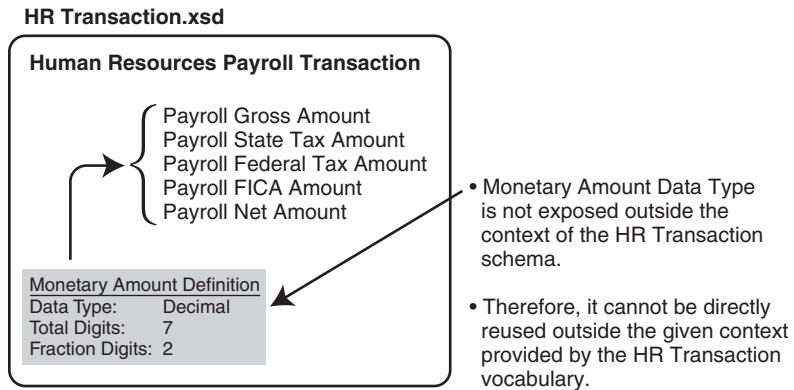 HR Transaction.xsd
Human Resources Payroll Transaction
Payroll Gross Amount
Payroll State Tax Amount
Payroll Federal Tax Amount
Payroll FICA Amount
Payroll Net Amount
Monetary Amount Definition
Data Type: Decimal
Total Digits: 7
Fraction Digits: 2
• Monetary Amount Data Type
is not exposed outside the
context of the HR Transaction
schema.
• Therefore, it cannot be directly
reused outside the given context
provided by the HR Transaction
vocabulary.